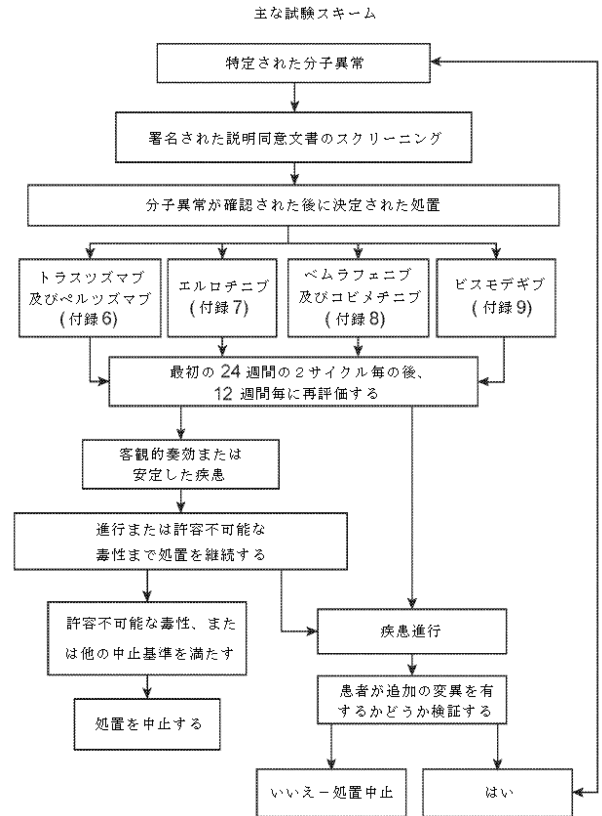 主な試験スキーム
特定された分子異常
署名された説明同意文書のスクリーニング
分子異常が確認された後に決定された処置
トラスツズマブ
及びペルツズマブ
(付録6)
エルロチニブ
(付録7)
ベムラフェニブ
及びコビメチニブ
(付録8)
ビスモデギブ
(付録9)
最初の24週間の2サイクル毎の後、
12週間毎に再評価する
客観的奏効または
安定した疾患
進行または許容不可能な
毒性まで処置を継続する
許容不可能な毒性、また
は他の中止基準を満たす
疾患進行
処置を中止する
患者が追加の変異を有
するかどうか検証する
いいえ－処置中止
はい